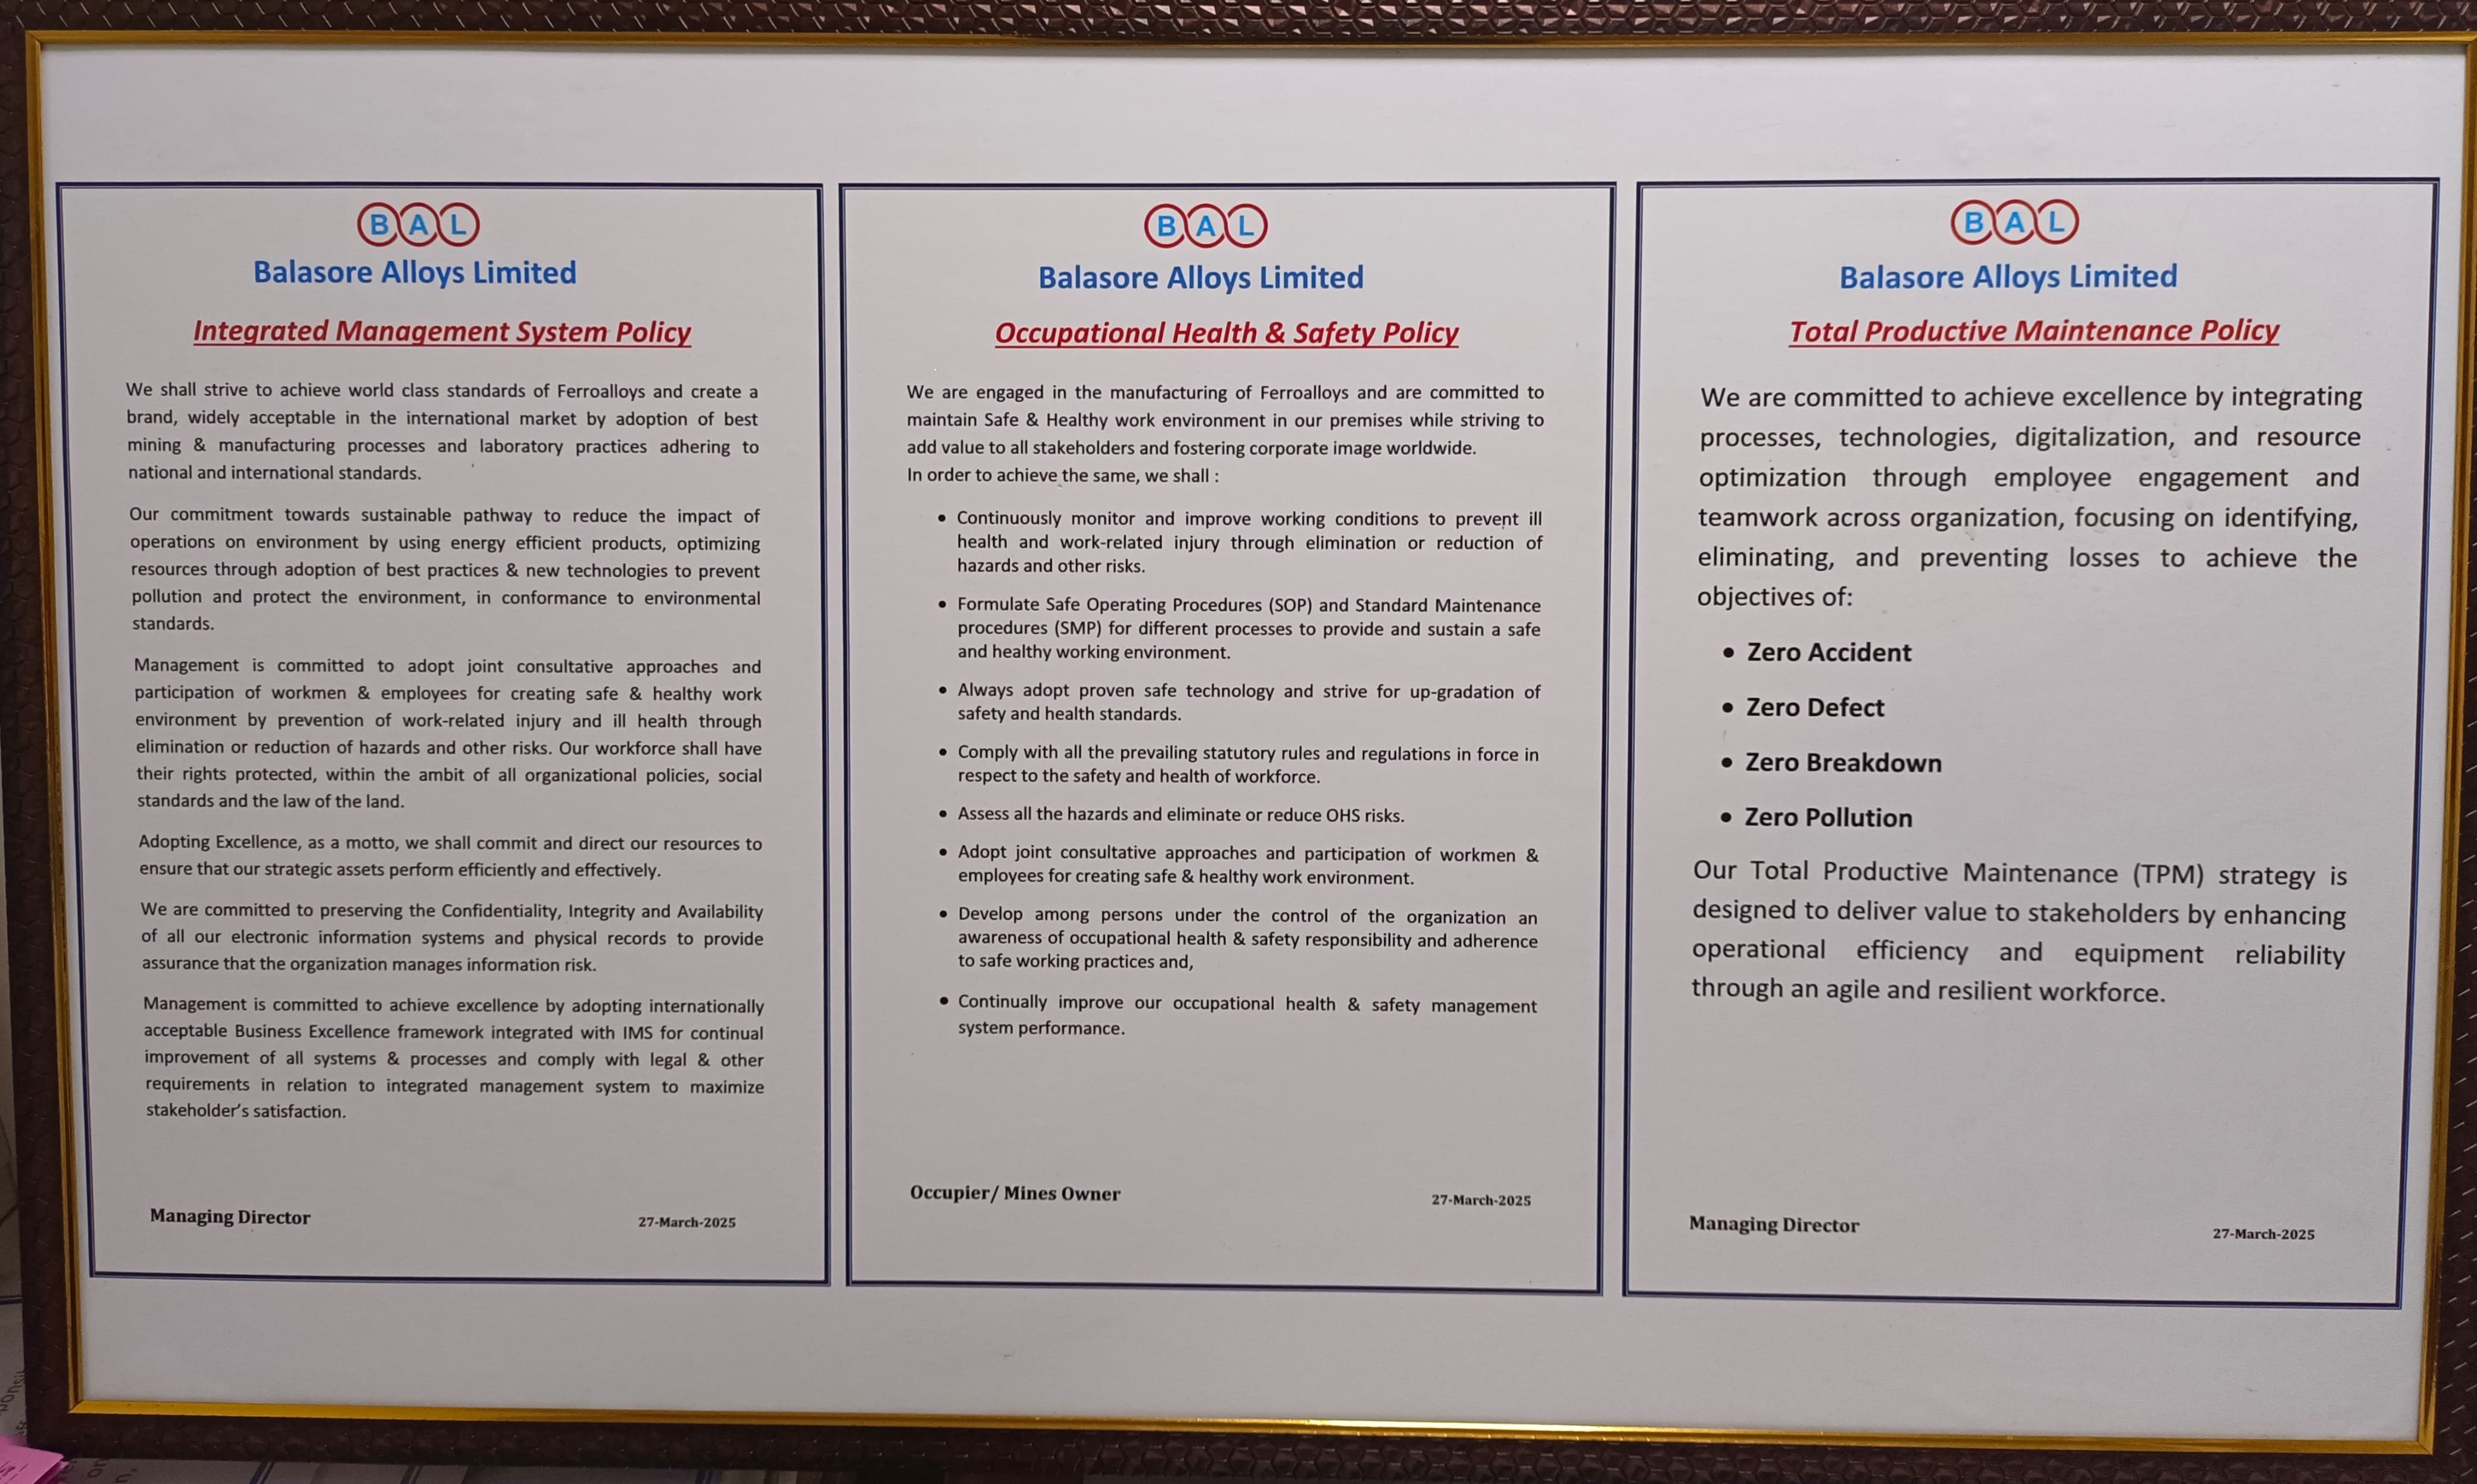 BAL
Balasore Alloys Limited
Integrated Management System Policy
We shall strive to achieve world class standards of Ferroalloys and create a
brand, widely acceptable in the international market by adoption of best
mining & manufacturing processes and laboratory practices adhering to
national and international standards.
Our commitment towards sustainable pathway to reduce the impact of
operations on environment by using energy efficient products, optimizing
resources through adoption of best practices & new technologies to prevent
pollution and protect the environment, in conformance to environmental
standards.
Management is committed to adopt joint consultative approaches and
participation of workmen & employees for creating safe & healthy work
environment by prevention of work-related injury and ill health through
elimination or reduction of hazards and other risks. Our workforce shall have
their rights protected, within the ambit of all organizational policies, social
standards and the law of the land.
Adopting Excellence, as a motto, we shall commit and direct our resources to
ensure that our strategic assets perform efficiently and effectively.
We are committed to preserving the Confidentiality, Integrity and Availability
of all our electronic information systems and physical records to provide
assurance that the organization manages information risk.
Management is committed to achieve excellence by adopting internationally
acceptable Business Excellence framework integrated with IMS for continual
improvement of all systems & processes and comply with legal & other
requirements in relation to integrated management system to maximize
stakeholder's satisfaction.
Managing Director 27-March-2025
BAL
Balasore Alloys Limited
Occupational Health & Safety Policy
We are engaged in the manufacturing of Ferroalloys and are committed to
maintain Safe & Healthy work environment in our premises while striving to
add value to all stakeholders and fostering corporate image worldwide.
In order to achieve the same, we shall :
• Continuously monitor and improve working conditions to prevent ill
health and work-related injury through elimination or reduction of
hazards and other risks.
• Formulate Safe Operating Procedures (SOP) and Standard Maintenance
procedures (SMP) for different processes to provide and sustain a safe
and healthy working environment.
• Always adopt proven safe technology and strive for up-gradation of
safety and health standards.
• Comply with all the prevailing statutory rules and regulations in force in
respect to the safety and health of workforce.
• Assess all the hazards and eliminate or reduce OHS risks.
• Adopt joint consultative approaches and participation of workmen &
employees for creating safe & healthy work environment.
• Develop among persons under the control of the organization an
awareness of occupational health & safety responsibility and adherence
to safe working practices and,
• Continually improve our occupational health & safety management
system performance.
Occupier/ Mines Owner 27-March-2025
BAL
Balasore Alloys Limited
Total Productive Maintenance Policy
We are committed to achieve excellence by integrating
processes, technologies, digitalization, and resource
optimization through employee engagement and
teamwork across organization, focusing on identifying,
eliminating, and preventing losses to achieve the
objectives of:
• Zero Accident
• Zero Defect
• Zero Breakdown
• Zero Pollution
Our Total Productive Maintenance (TPM) strategy is
designed to deliver value to stakeholders by enhancing
operational efficiency and equipment reliability
through an agile and resilient workforce.
Managing Director 27-March-2025